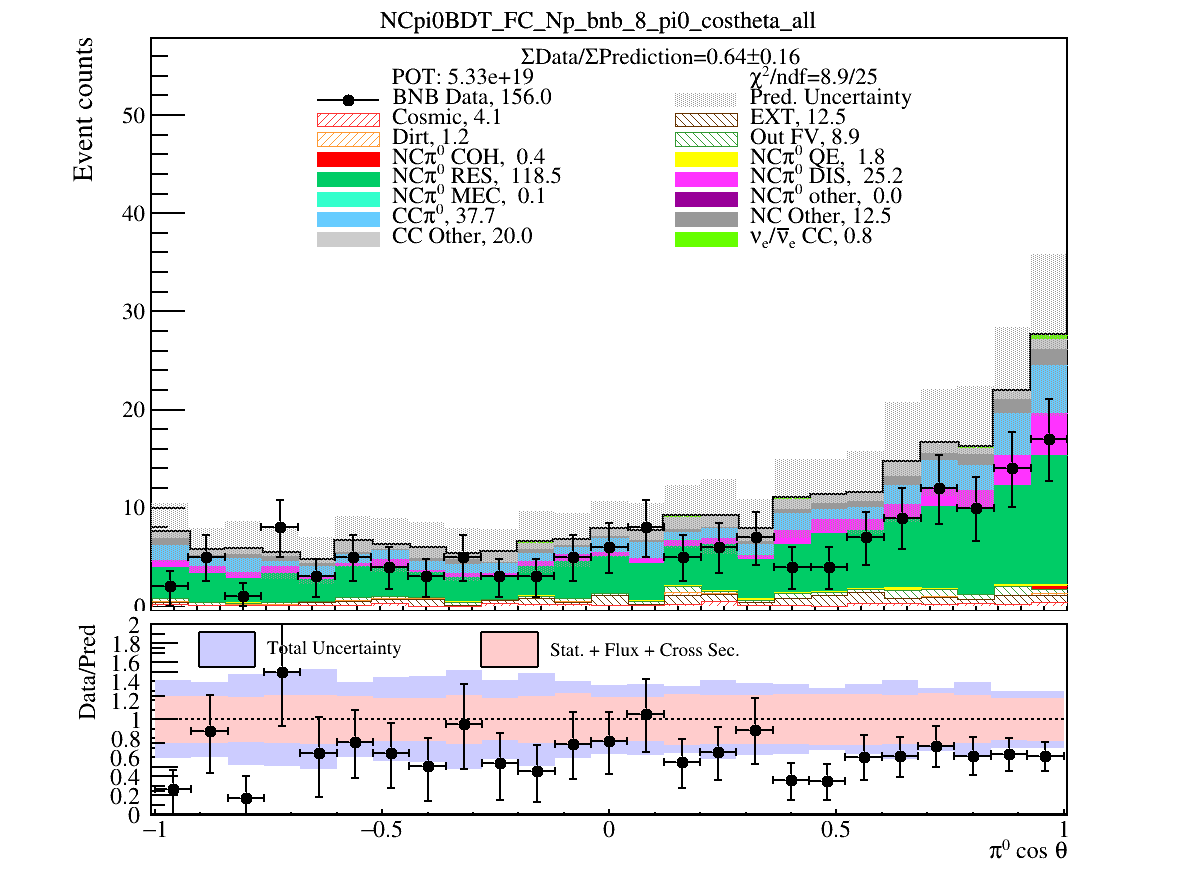 NCpi0BDT_FC_Np_bnb_8_pi0_costheta_all
ΣData/ΣPrediction=0.64±0.16
POT: 5.33e+19
χ²/ndf=8.9/25
BNB Data, 156.0
Pred. Uncertainty
Cosmic, 4.1
EXT, 12.5
Dirt, 1.2
Out FV, 8.9
NCπ⁰ COH, 0.4
NCπ⁰ QE, 1.8
NCπ⁰ RES, 118.5
NCπ⁰ DIS, 25.2
NCπ⁰ MEC, 0.1
NCπ⁰ other, 0.0
CCπ⁰, 37.7
NC Other, 12.5
CC Other, 20.0
νₑ/ν̅ₑ CC, 0.8
Event counts
50
40
30
20
10
0
Total Uncertainty
Stat. + Flux + Cross Sec.
Data/Pred
2
1.8
1.6
1.4
1.2
1
0.8
0.6
0.4
0.2
0
−1
−0.5
0
0.5
1
π⁰ cos θ